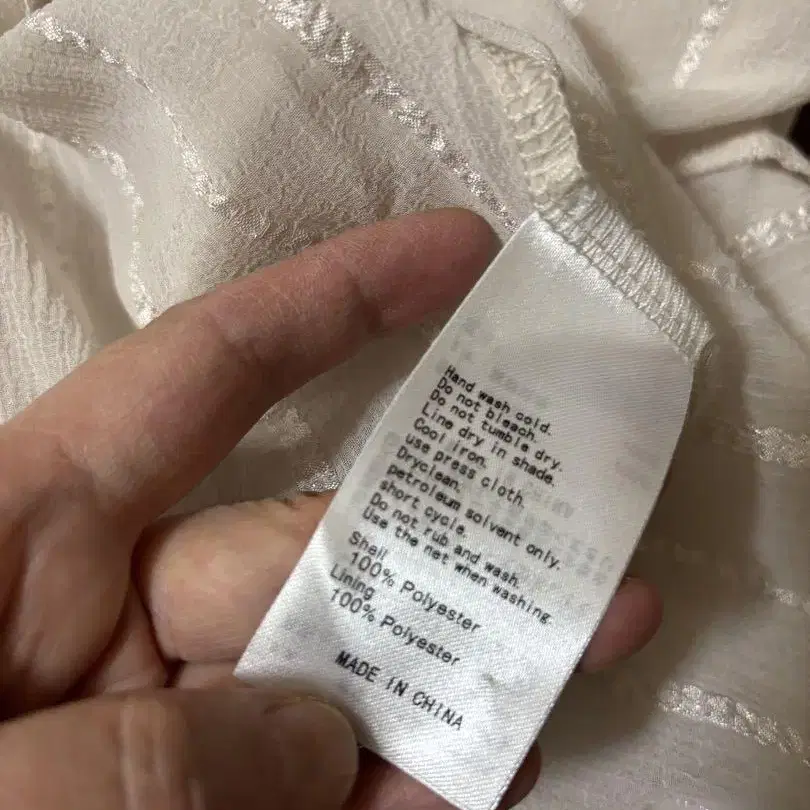 Hand wash cold.
Do not bleach.
Do not tumble dry.
Line dry in shade.
Cool iron.
use press cloth.
Dryclean.
petroleum solvent only.
short cycle.
Do not rub and wash.
Use the net when washing.
Shell
100% Polyester
Lining
100% Polyester
MADE IN CHINA